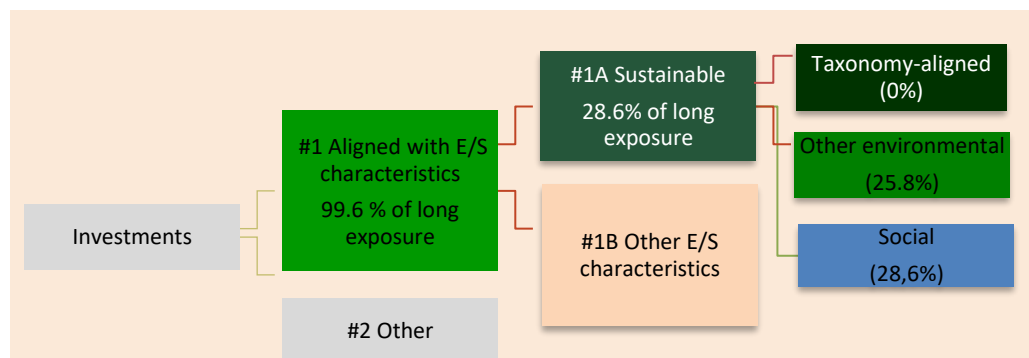 Investments
#1 Aligned with E/S
characteristics
99.6 % of long
exposure
#2 Other
#1A Sustainable
28.6% of long
exposure
#1B Other E/S
characteristics
Taxonomy-aligned
(0%)
Other environmental
(25.8%)
Social
(28,6%)